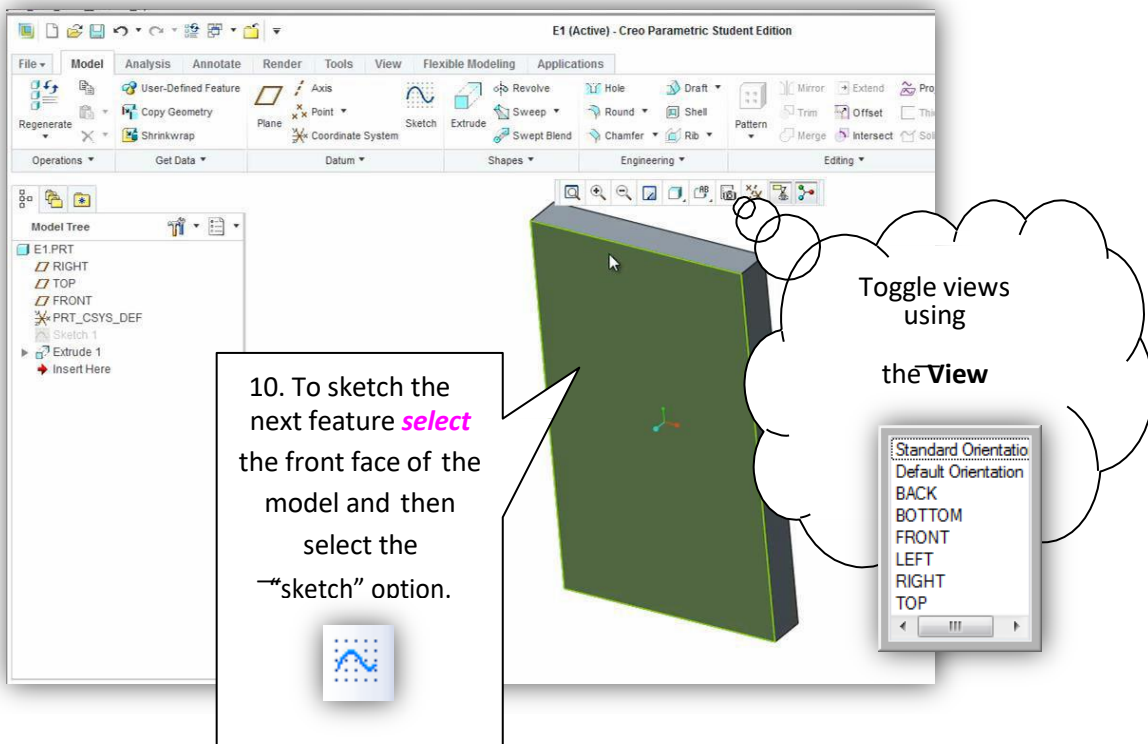 E1 (Active) - Creo Parametric Student Edition
File Model Analysis Annotate Render Tools View Flexible Modeling Applications
Regenerate
User-Defined Feature
Copy Geometry
Shrinkwrap
Plane
Axis
Point
Coordinate System
Sketch
Extrude
Revolve
Sweep
Swept Blend
Hole
Round
Chamfer
Draft
Shell
Rib
Pattern
Mirror
Trim
Merge
Extend
Offset
Intersect
Operations Get Data Datum Shapes Engineering Editing
Model Tree
E1.PRT
RIGHT
TOP
FRONT
PRT_CSYS_DEF
Sketch 1
Extrude 1
Insert Here
10. To sketch the
next feature select
the front face of the
model and then
select the
“sketch” option.
Toggle views
using
the View
Standard Orientatio
Default Orientation
BACK
BOTTOM
FRONT
LEFT
RIGHT
TOP